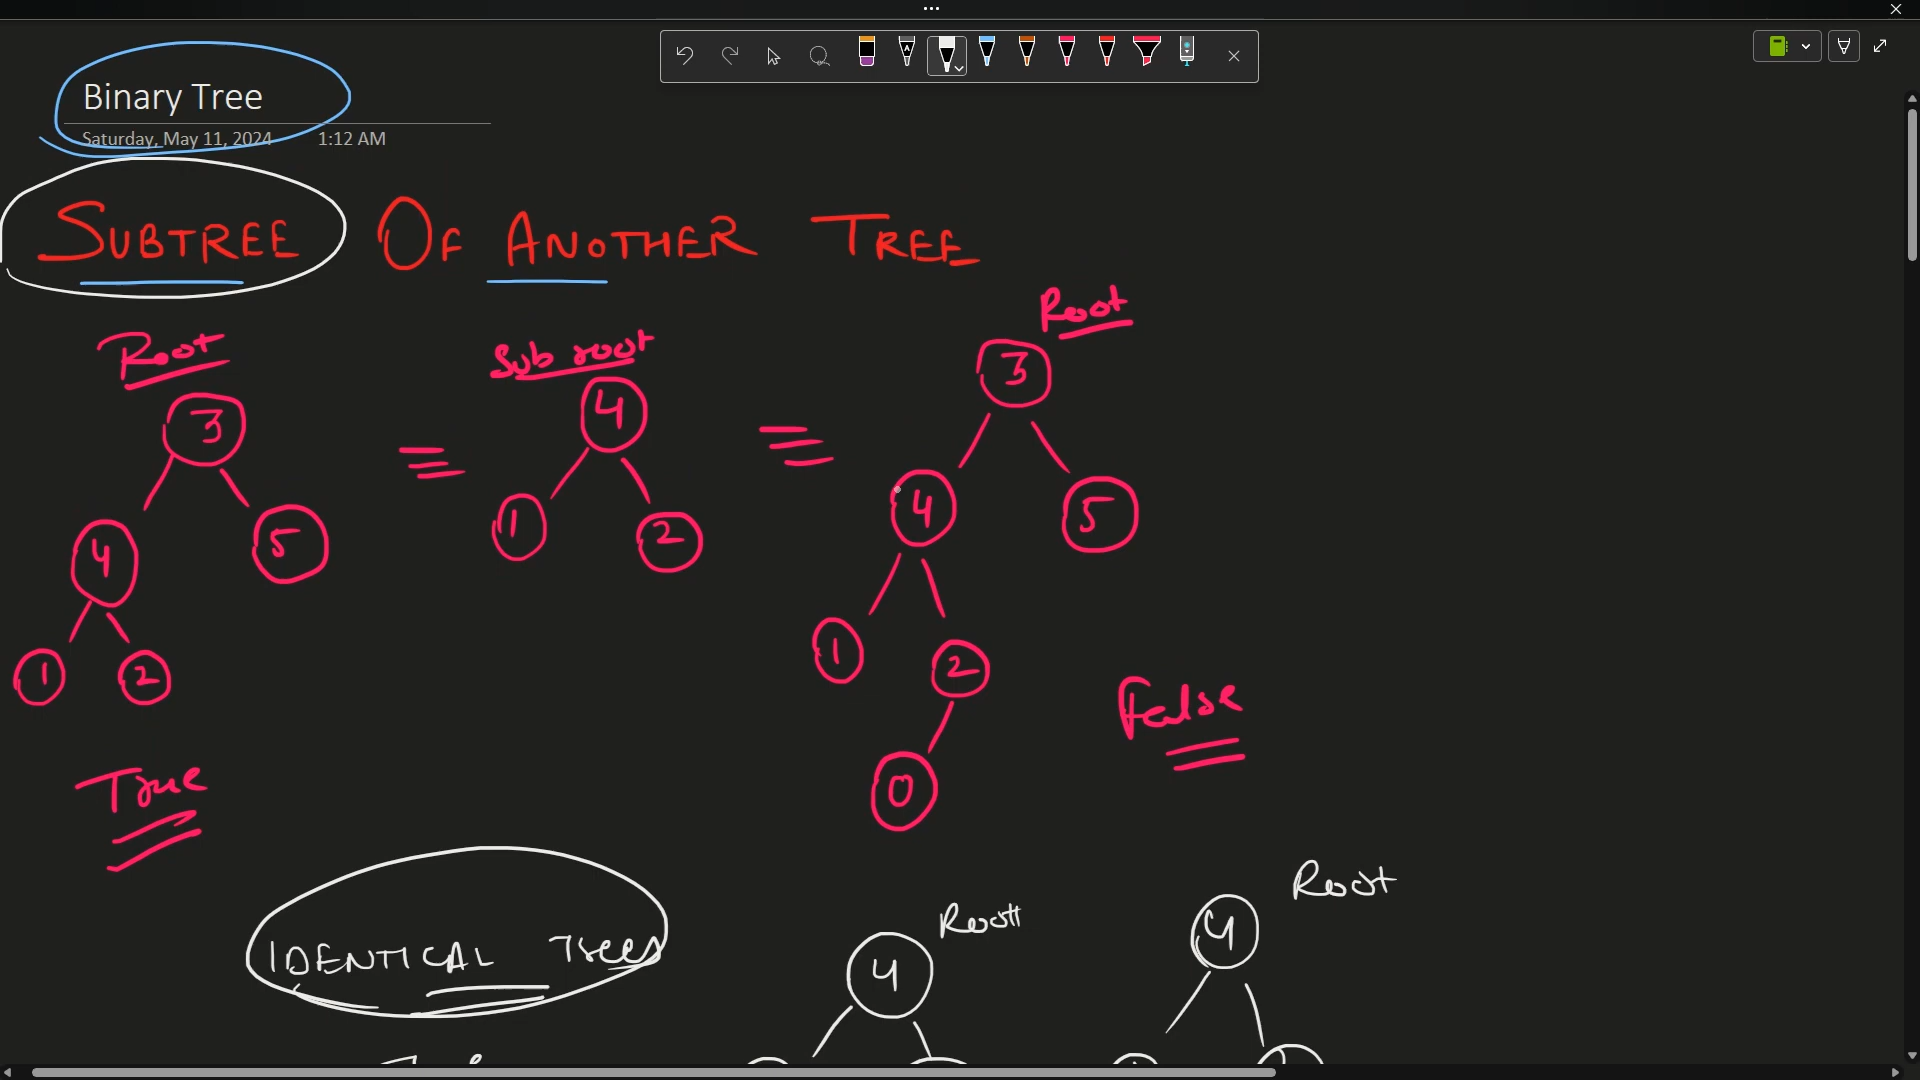 Binary Tree
Saturday, May 11, 2024 1:12 AM
SUBTREE OF ANOTHER TREE
Root
Sub root
Root
3
4
3
4
5
1
2
4
5
1
2
1
2
0
True
False
IDENTICAL Trees
Root
4
Root
4